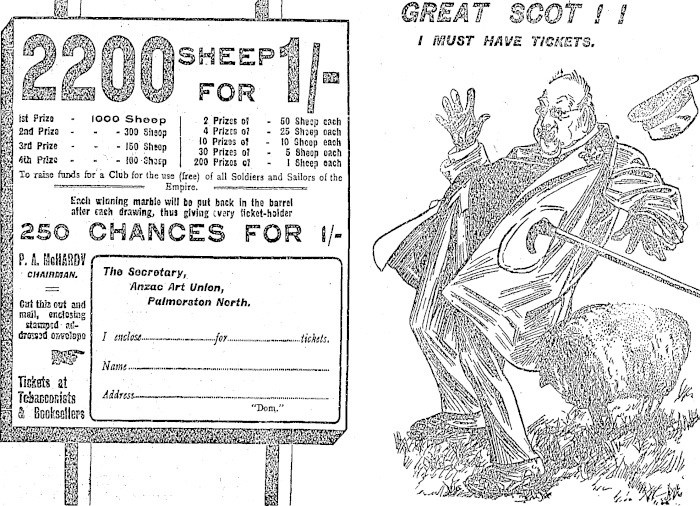 2200 SHEEP FOR 1/-
1st Prize - 1000 Sheep
2nd Prize - - - 300 Sheep
3rd Prize - - - 150 Sheep
4th Prize - - - 100 Sheep
2 Prizes of - 50 Sheep each
4 Prizes of - 25 Sheep each
10 Prizes of - 10 Sheep each
30 Prizes of - 5 Sheep each
200 Prizes of - 1 Sheep each
To raise funds for a Club for the use (free) of all Soldiers and Sailors of the
Empire.
Each winning marble will be put back in the barrel
after each drawing, thus giving every ticket-holder
250 CHANCES FOR 1/-
P. A. McHARDY
CHAIRMAN.
Cut this out and
mail, enclosing
stamped ad-
dressed envelope
Tickets at
Tobacconists
& Booksellers
The Secretary,
Anzac Art Union,
Palmerston North.
I enclose for tickets.
Name
Address
"Dom."
GREAT SCOT ! !
I MUST HAVE TICKETS.